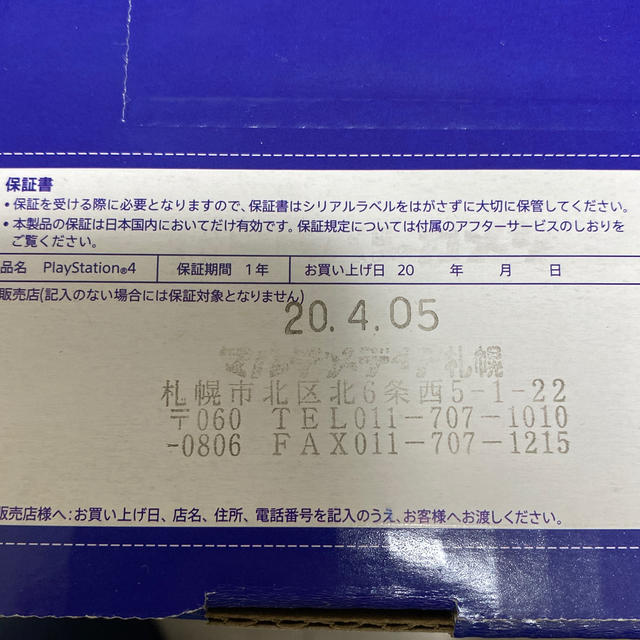 保証書
• 保証を受ける際に必要となりますので、保証書はシリアルラベルをはがさずに大切に保管してください。
• 本製品の保証は日本国内においてだけ有効です。保証規定については付属のアフターサービスのしおりを
ご覧ください。
品名 PlayStation®4 保証期間 1年 お買い上げ日 20 年 月 日
販売店(記入のない場合には保証対象となりません)
20.4.05
マルチメディア札幌
札幌市北区北6条西5-1-22
〒060 TEL011-707-1010
-0806 FAX011-707-1215
販売店様へ:お買い上げ日、店名、住所、電話番号を記入のうえ、お客様へお渡しください。